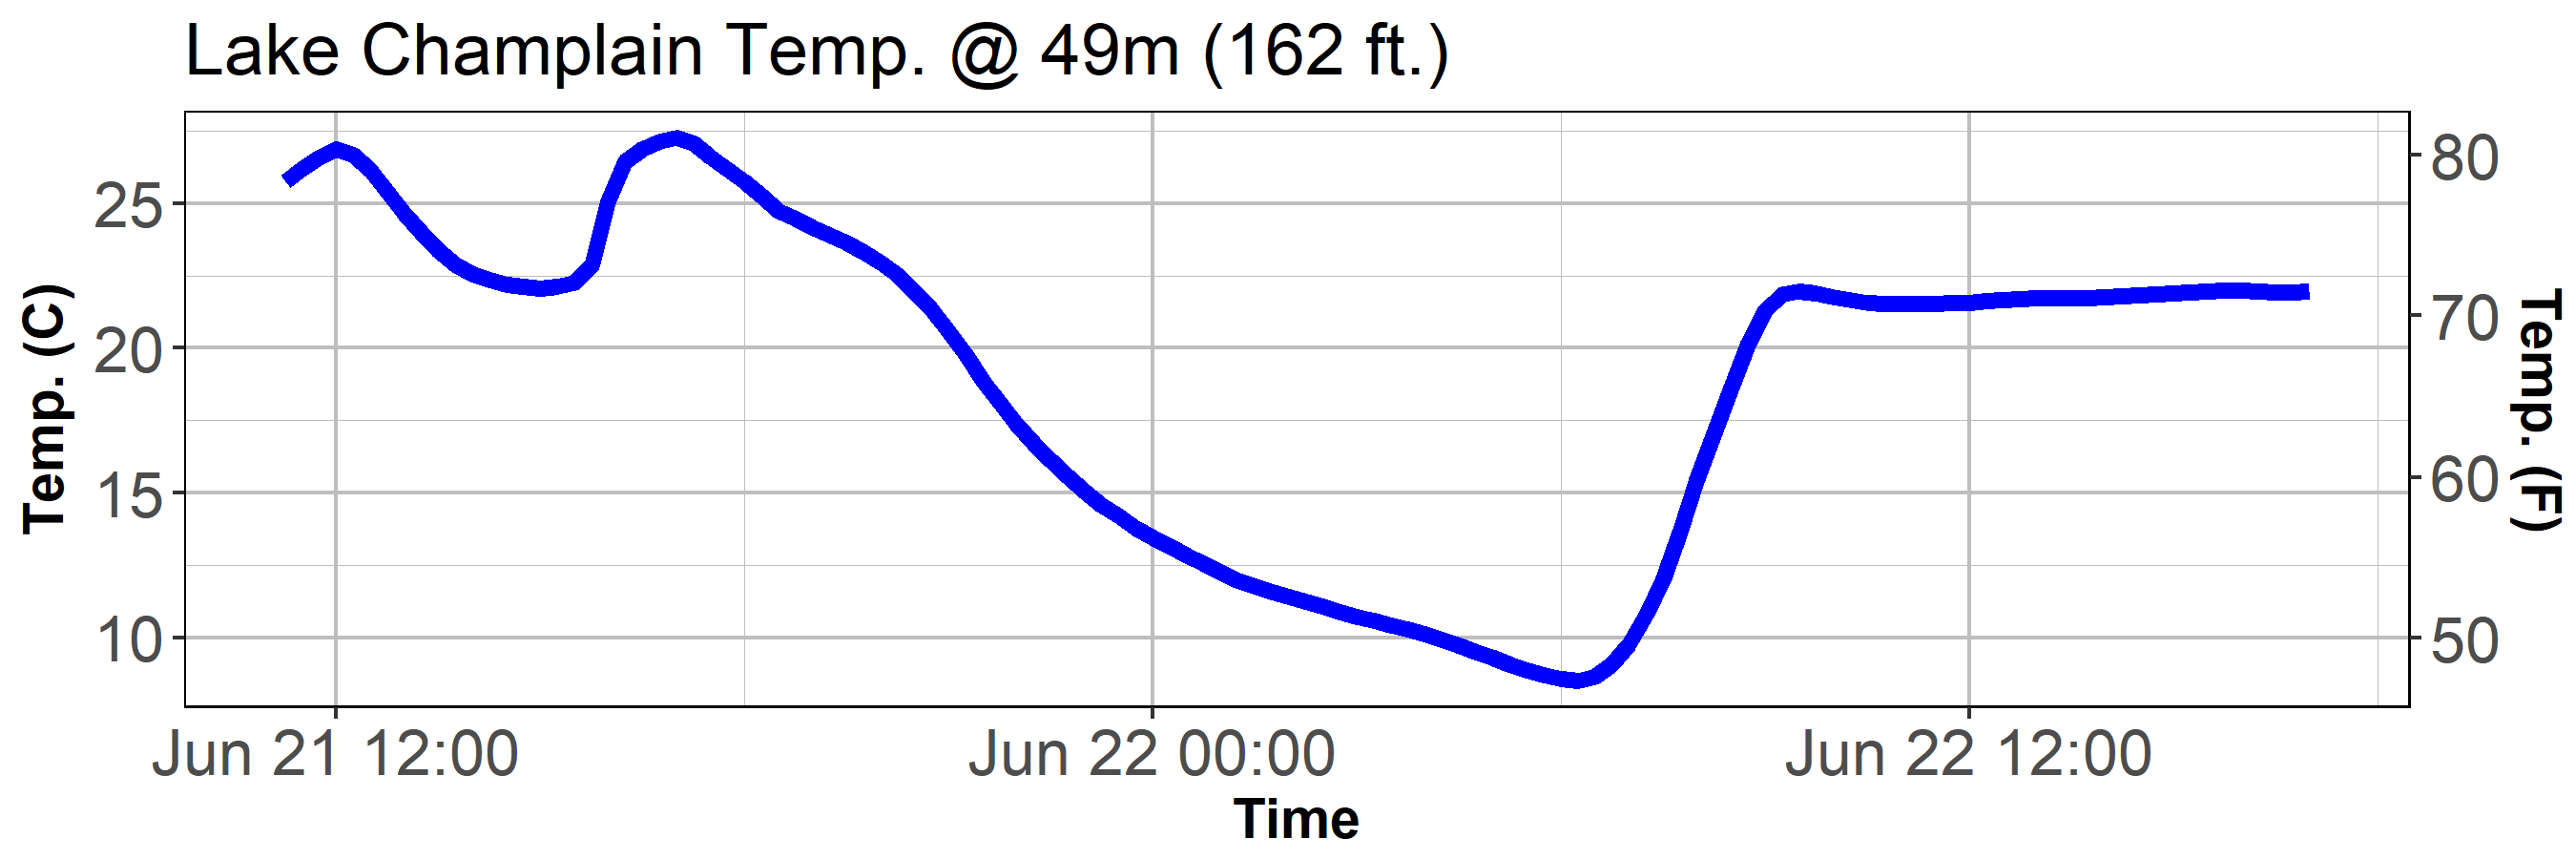 Lake Champlain Temp. @ 49m (162 ft.)
Temp. (C)
25
20
15
10
80
70
60
50
Temp. (F)
Jun 21 12:00
Jun 22 00:00
Jun 22 12:00
Time